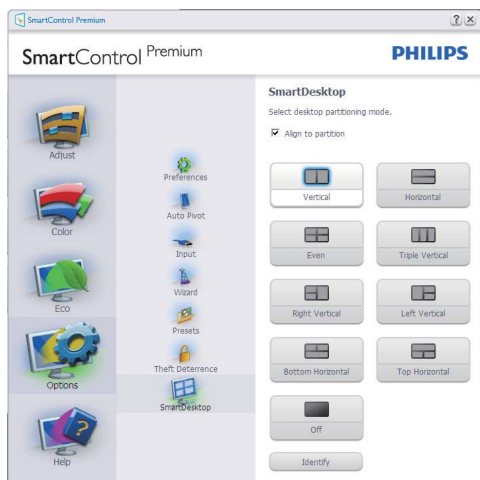 SmartControl Premium
SmartControl Premium
PHILIPS
Adjust
Color
Eco
Options
Help
Preferences
Auto Pivot
Input
Wizard
Presets
Theft Deterrence
SmartDesktop
SmartDesktop
Select desktop partitioning mode.
Align to partition
Vertical
Horizontal
Even
Triple Vertical
Right Vertical
Left Vertical
Bottom Horizontal
Top Horizontal
Off
Identify